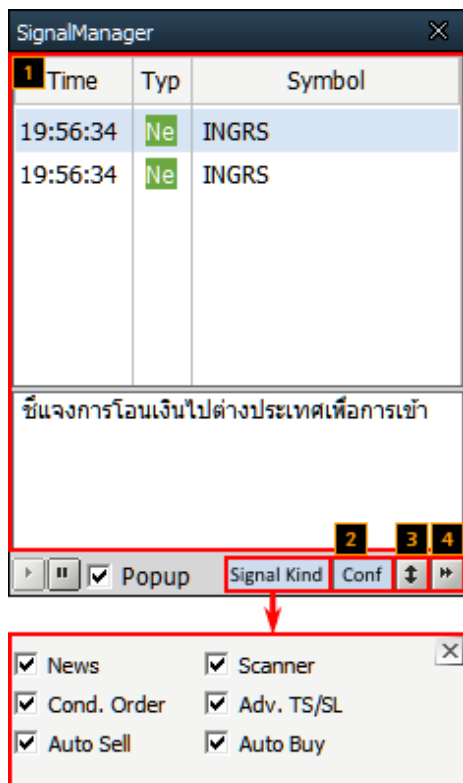 SignalManager
1 Time Typ Symbol
19:56:34 Ne INGRS
19:56:34 Ne INGRS
ชี้แจงการโอนเงินไปต่างประเทศเพื่อการเข้า
2 3 4
Popup Signal Kind Conf
News Scanner
Cond. Order Adv. TS/SL
Auto Sell Auto Buy